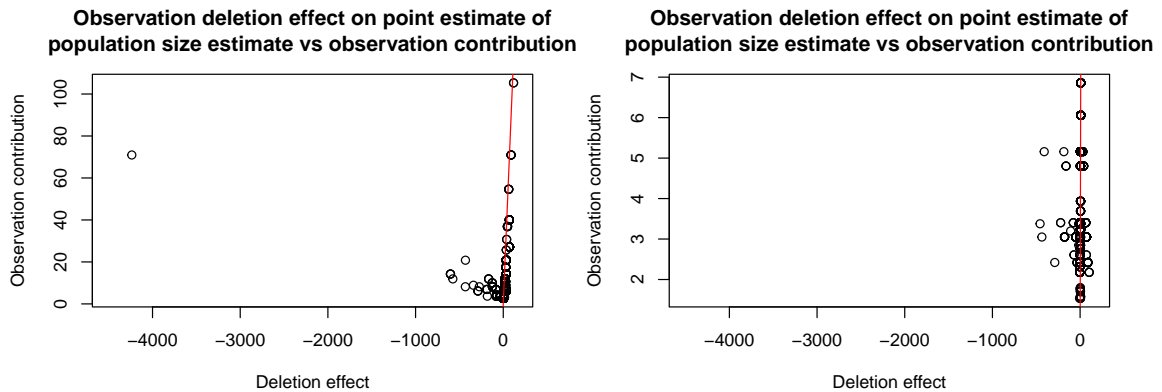 Observation deletion effect on point estimate of
population size estimate vs observation contribution
Observation contribution
100
80
60
40
20
0
−4000
−3000
−2000
−1000
0
Deletion effect
Observation deletion effect on point estimate of
population size estimate vs observation contribution
Observation contribution
7
6
5
4
3
2
−4000
−3000
−2000
−1000
0
Deletion effect